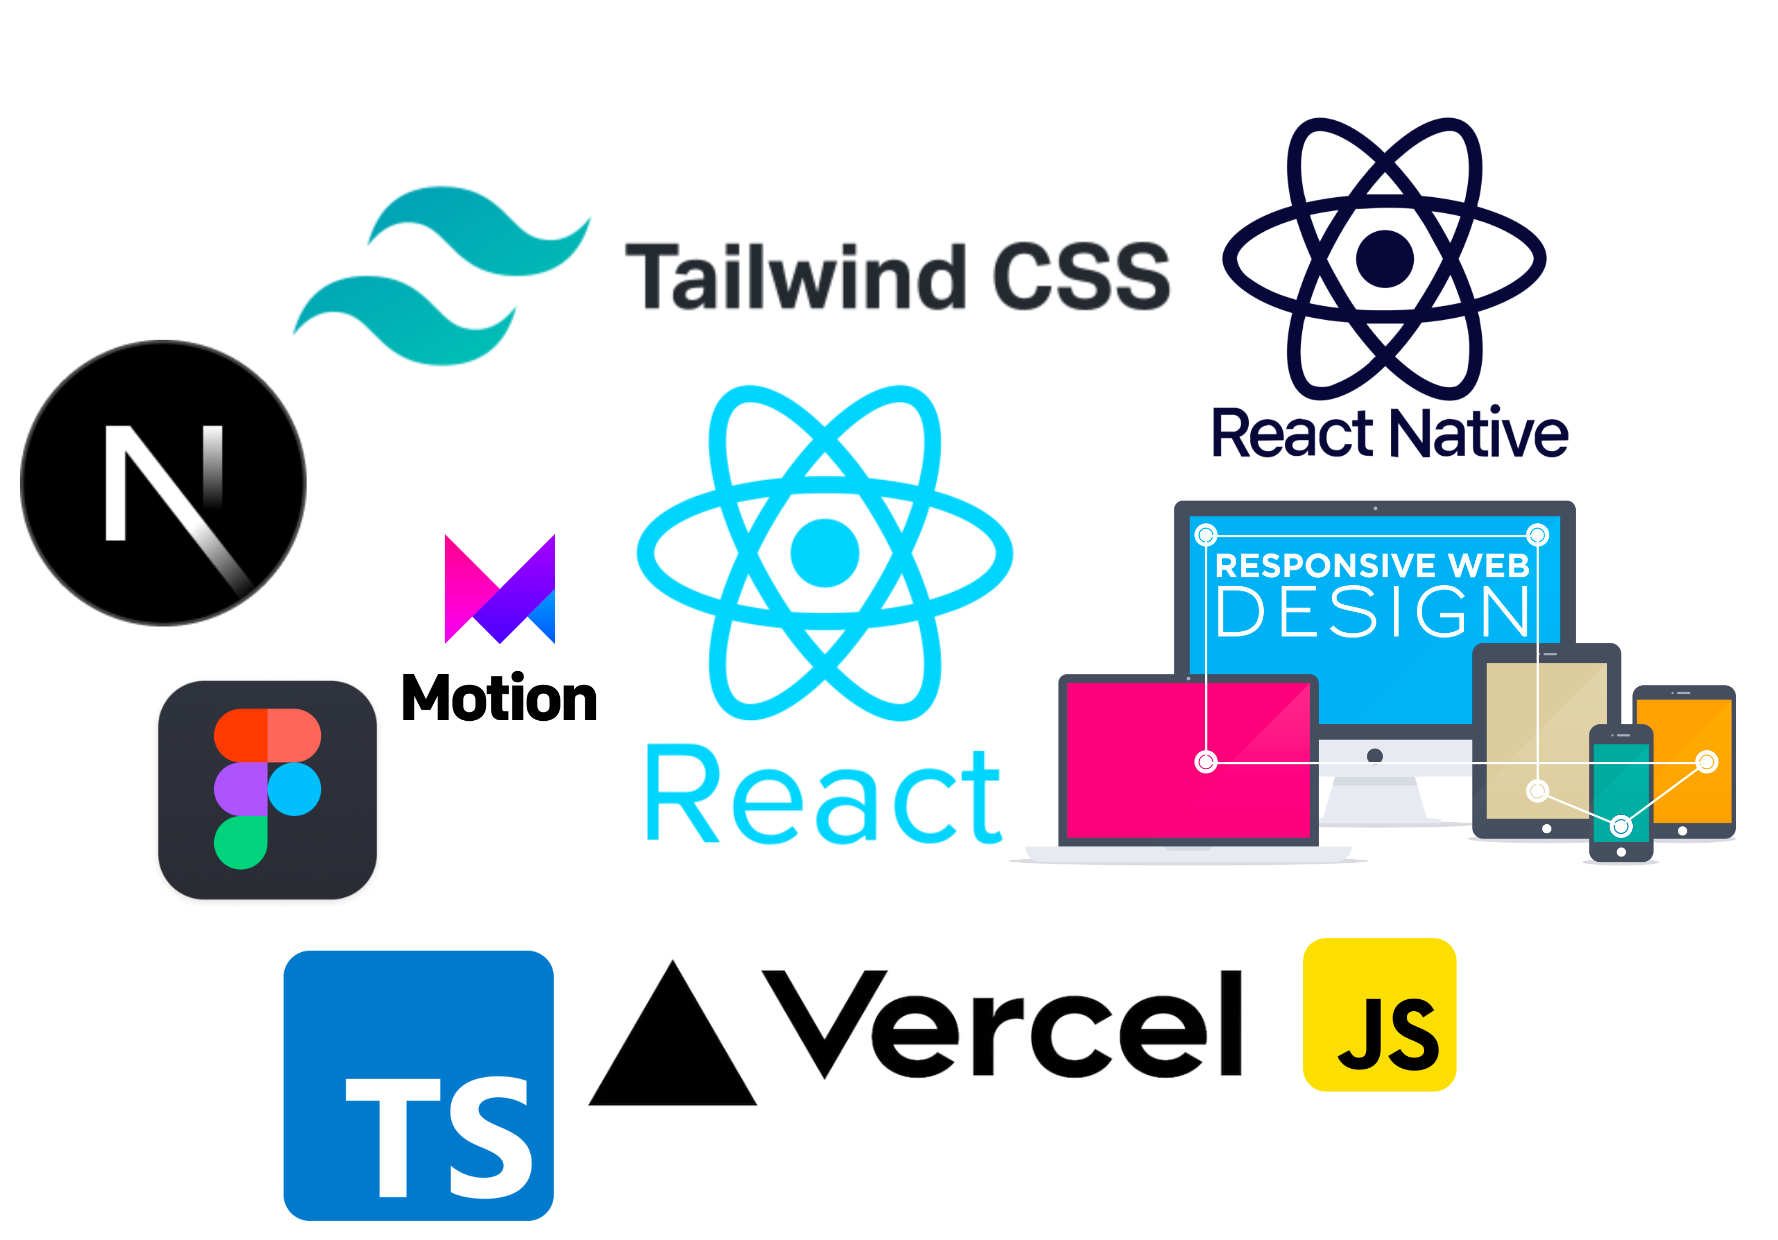 Tailwind CSS
React Native
N
Motion
RESPONSIVE WEB
DESIGN
React
TS
Vercel
JS